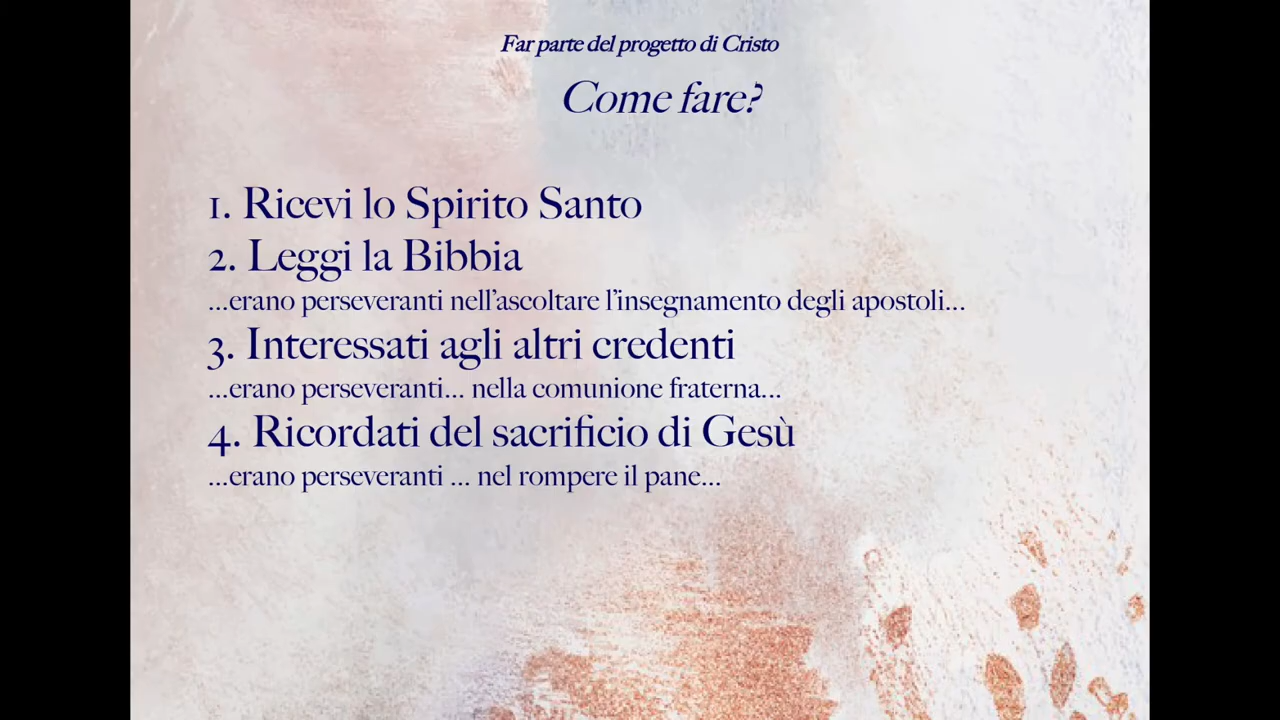 Far parte del progetto di Cristo
Come fare?
1. Ricevi lo Spirito Santo
2. Leggi la Bibbia
...erano perseveranti nell'ascoltare l'insegnamento degli apostoli...
3. Interessati agli altri credenti
...erano perseveranti... nella comunione fraterna...
4. Ricordati del sacrificio di Gesù
...erano perseveranti ... nel rompere il pane...